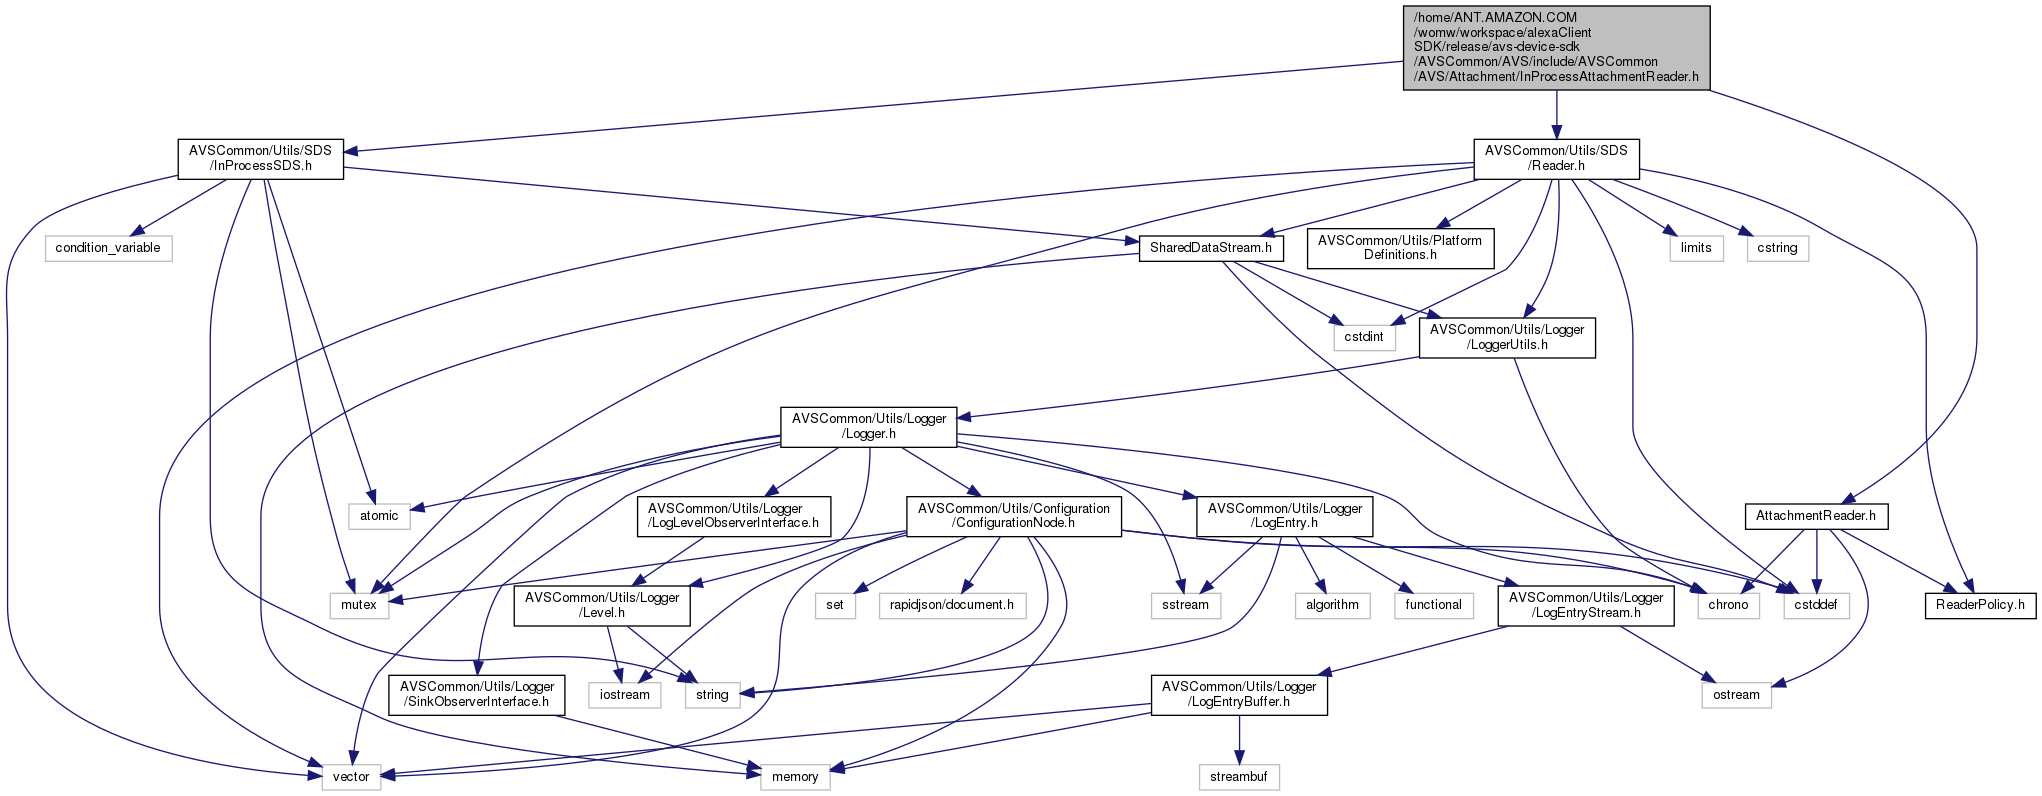 /home/ANT.AMAZON.COM
/womw/workspace/alexaClient
SDK/release/avs-device-sdk
/AVSCommon/AVS/include/AVSCommon
/AVS/Attachment/InProcessAttachmentReader.h
AVSCommon/Utils/SDS
/InProcessSDS.h
AVSCommon/Utils/SDS
/Reader.h
condition_variable
SharedDataStream.h
AVSCommon/Utils/Platform
Definitions.h
limits
cstring
cstdint
AVSCommon/Utils/Logger
/LoggerUtils.h
AVSCommon/Utils/Logger
/Logger.h
atomic
AVSCommon/Utils/Logger
/LogLevelObserverInterface.h
AVSCommon/Utils/Configuration
/ConfigurationNode.h
AVSCommon/Utils/Logger
/LogEntry.h
AttachmentReader.h
mutex
AVSCommon/Utils/Logger
/Level.h
set
rapidjson/document.h
sstream
algorithm
functional
AVSCommon/Utils/Logger
/LogEntryStream.h
chrono
cstddef
ReaderPolicy.h
AVSCommon/Utils/Logger
/SinkObserverInterface.h
iostream
string
AVSCommon/Utils/Logger
/LogEntryBuffer.h
ostream
vector
memory
streambuf